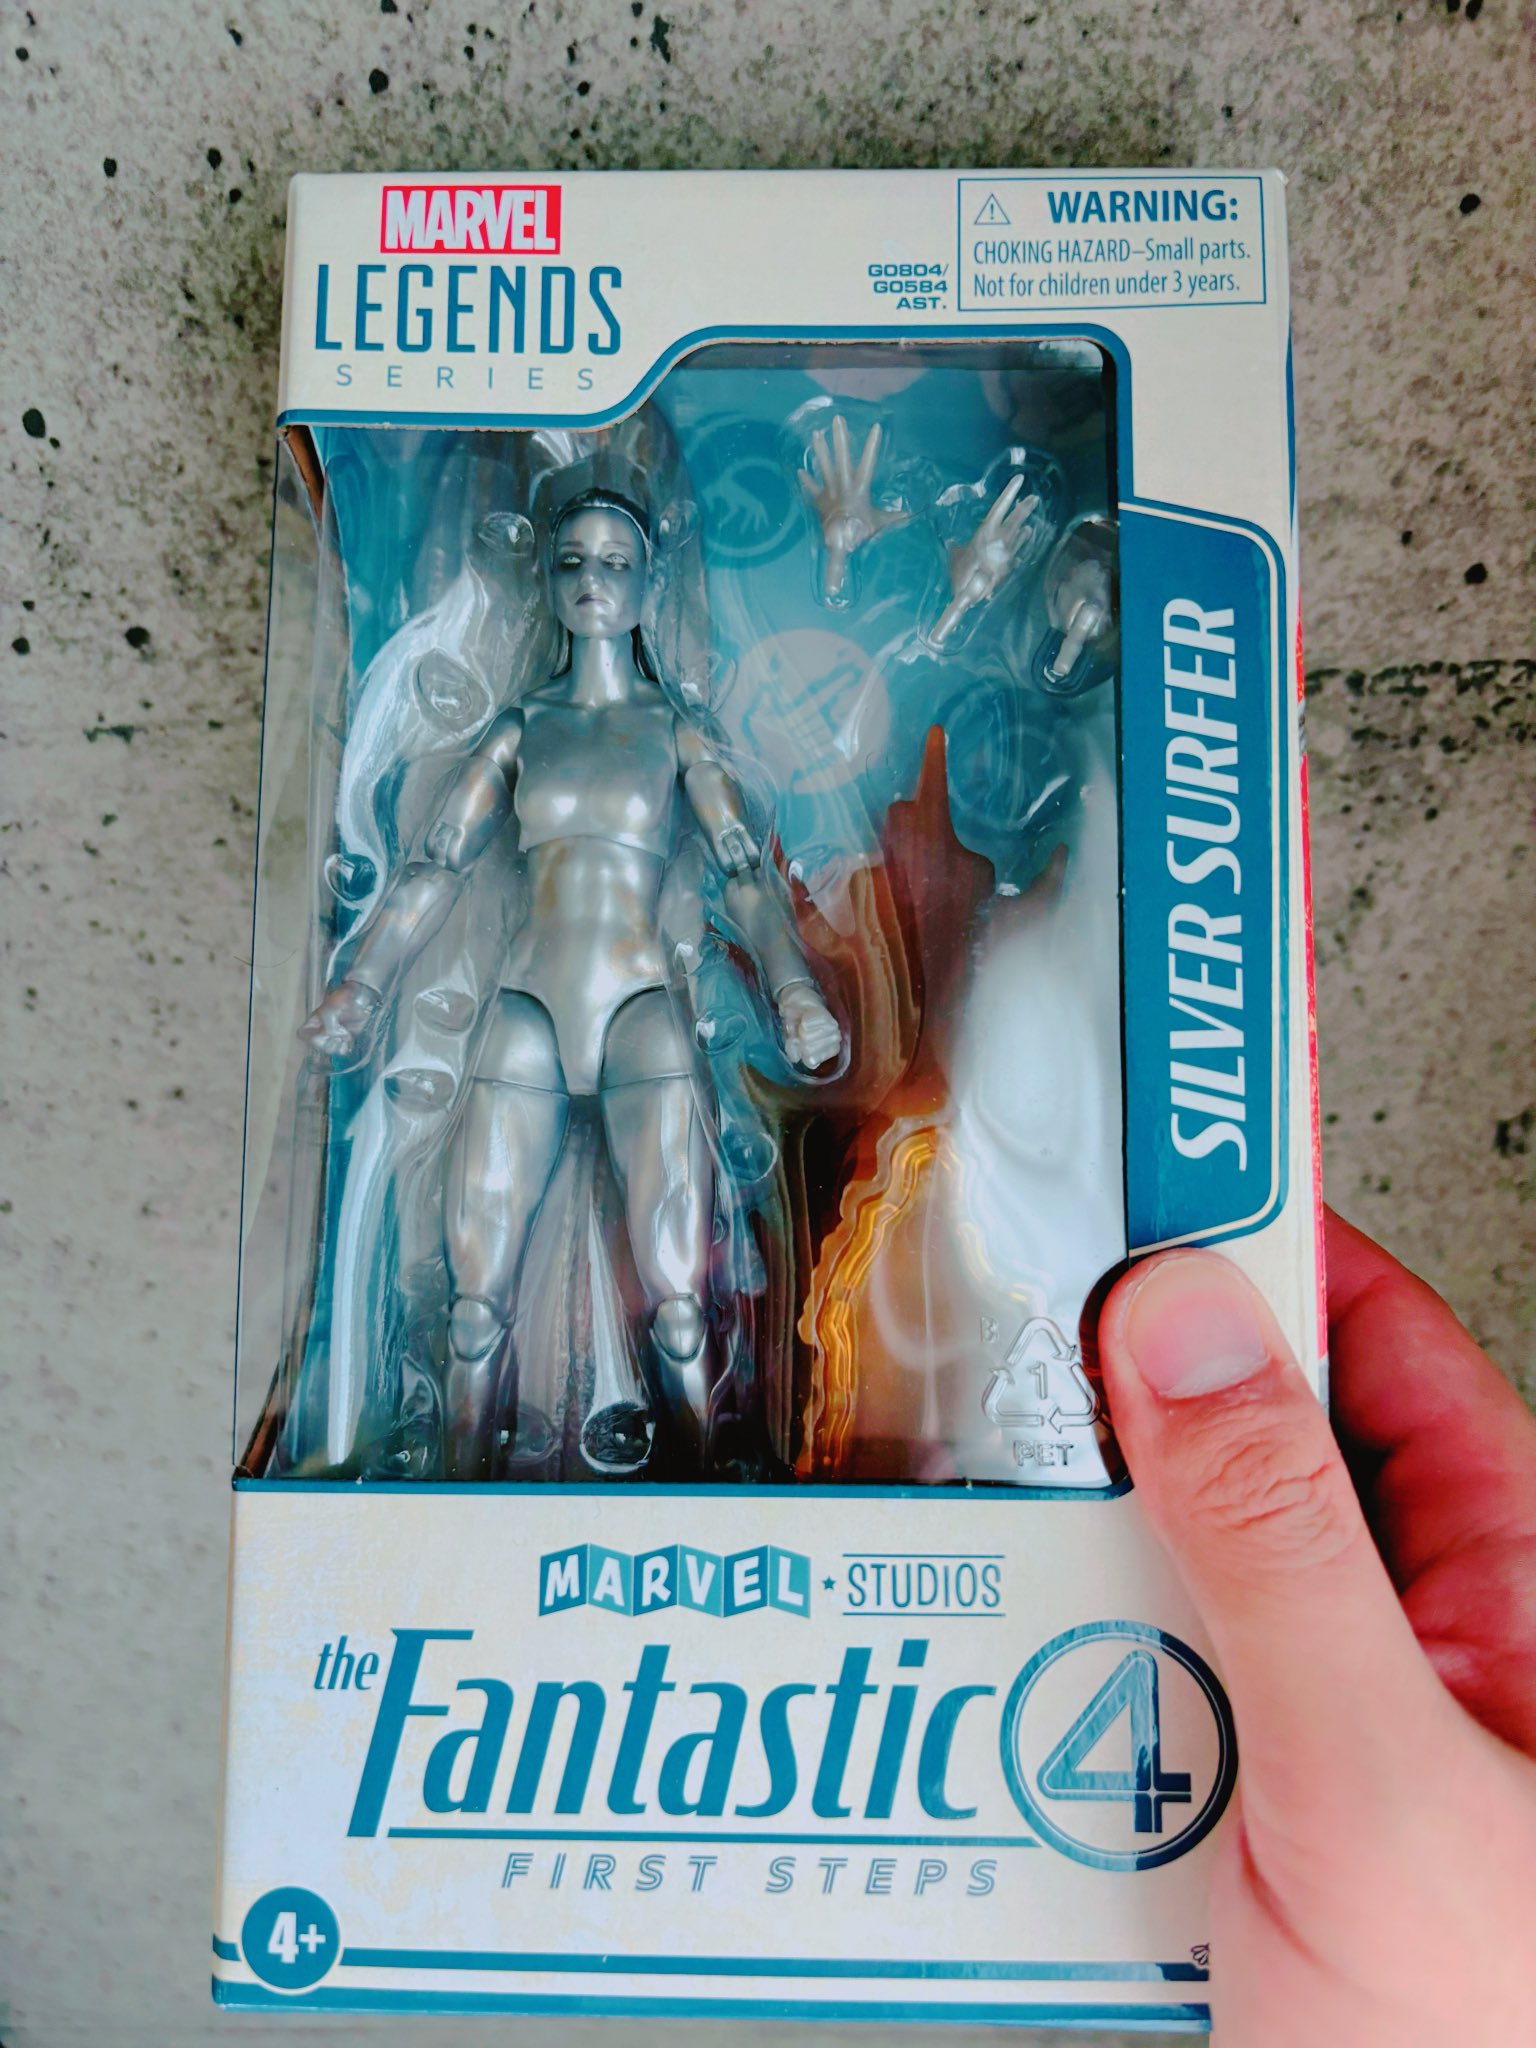 MARVEL
LEGENDS
SERIES
G0804/
G0584
AST.
WARNING:
CHOKING HAZARD–Small parts.
Not for children under 3 years.
SILVER SURFER
B
1
PET
MARVEL STUDIOS
the Fantastic 4
FIRST STEPS
4+